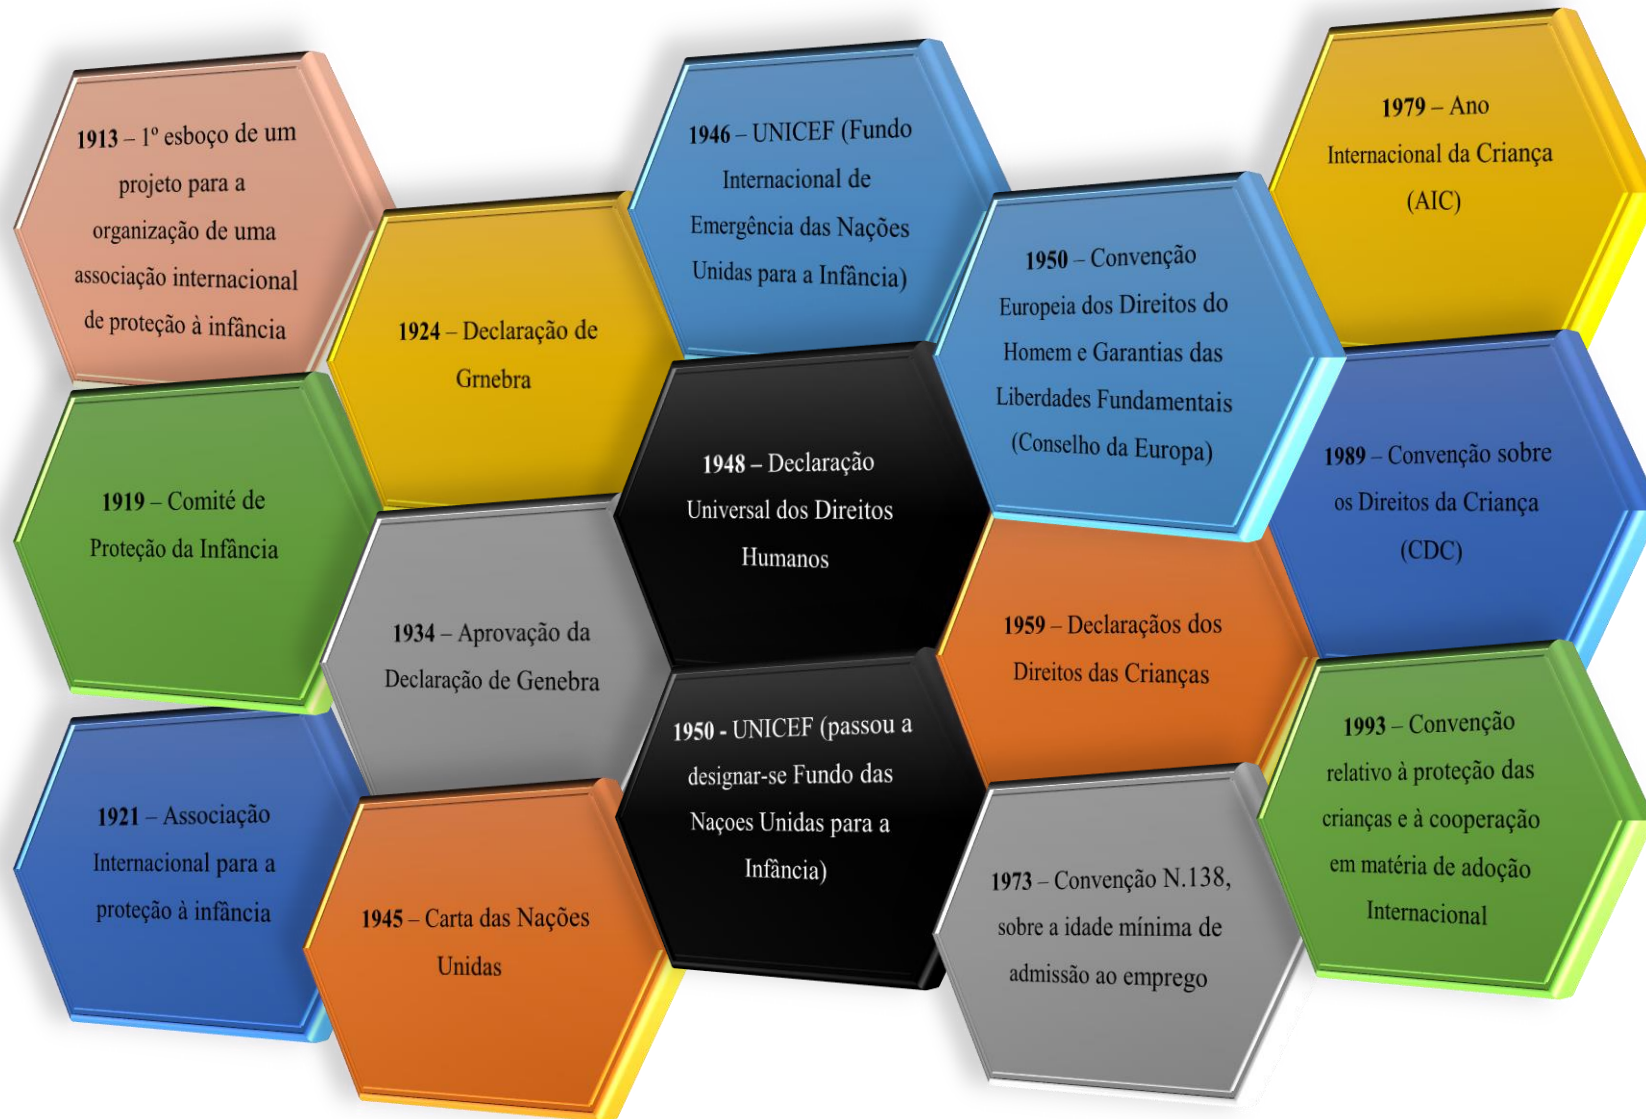 1913 – 1º esboço de um
projeto para a
organização de uma
associação internacional
de proteção à infância
1919 – Comité de
Proteção da Infância
1921 – Associação
Internacional para a
proteção à infância
1924 – Declaração de
Grnebra
1934 – Aprovação da
Declaração de Genebra
1945 – Carta das Nações
Unidas
1946 – UNICEF (Fundo
Internacional de
Emergência das Nações
Unidas para a Infância)
1948 – Declaração
Universal dos Direitos
Humanos
1950 - UNICEF (passou a
designar-se Fundo das
Naçoes Unidas para a
Infância)
1950 – Convenção
Europeia dos Direitos do
Homem e Garantias das
Liberdades Fundamentais
(Conselho da Europa)
1959 – Declaraçãos dos
Direitos das Crianças
1973 – Convenção N.138,
sobre a idade mínima de
admissão ao emprego
1979 – Ano
Internacional da Criança
(AIC)
1989 – Convenção sobre
os Direitos da Criança
(CDC)
1993 – Convenção
relativo à proteção das
crianças e à cooperação
em matéria de adoção
Internacional